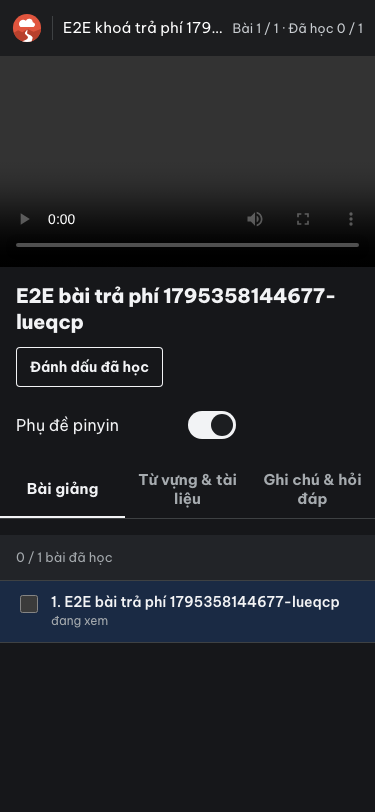 E2E khoá trả phí 179... Bài 1 / 1 · Đã học 0 / 1
0:00
E2E bài trả phí 1795358144677-
lueqcp
Đánh dấu đã học
Phụ đề pinyin
Bài giảng
Từ vựng & tài
liệu
Ghi chú & hỏi
đáp
0 / 1 bài đã học
1. E2E bài trả phí 1795358144677-lueqcp
đang xem